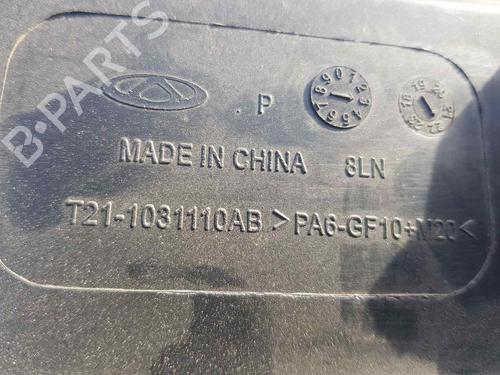 B-PARTS
P
MADE IN CHINA 8LN
T21-1031110AB >PA6-GF10+M20<